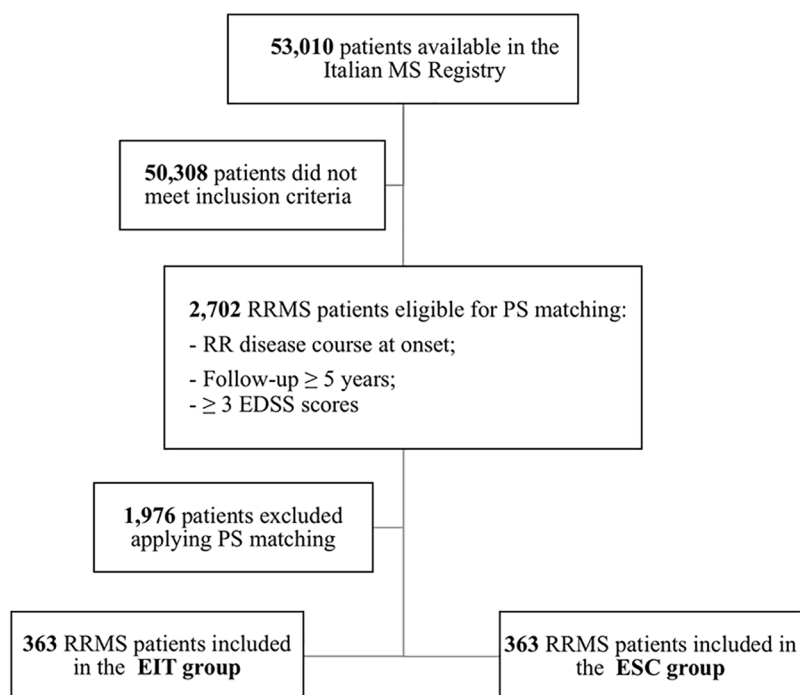 53,010 patients available in the
Italian MS Registry
50,308 patients did not
meet inclusion criteria
2,702 RRMS patients eligible for PS matching:
- RR disease course at onset;
- Follow-up ≥ 5 years;
- ≥ 3 EDSS scores
1,976 patients excluded
applying PS matching
363 RRMS patients included
in the EIT group
363 RRMS patients included in
the ESC group